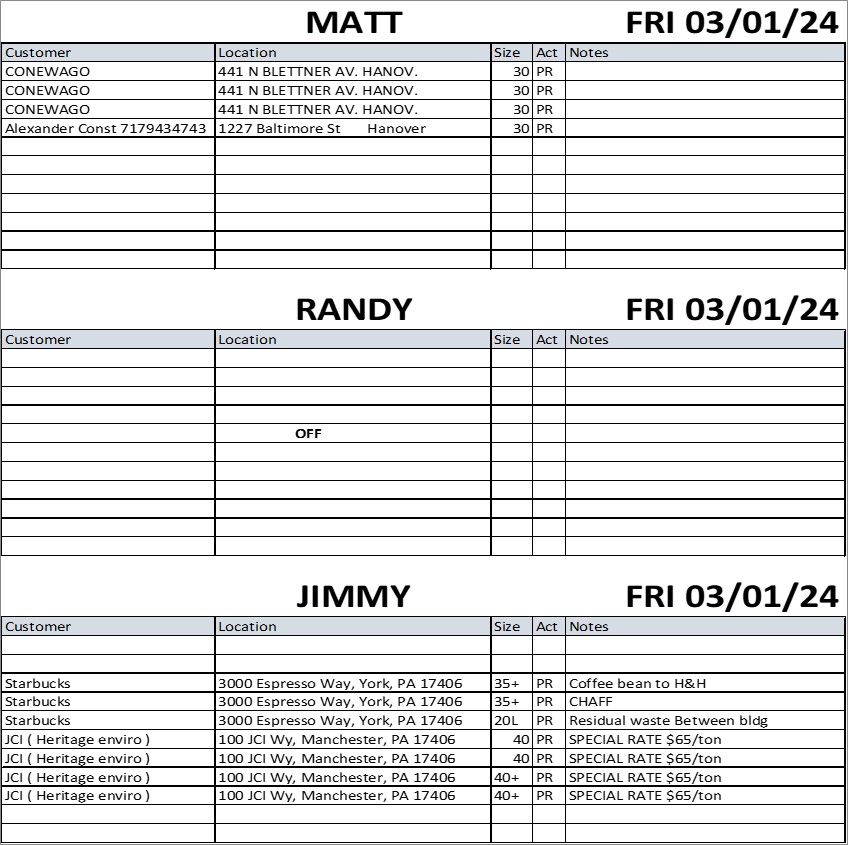 MATT FRI 03/01/24
Customer Location Size Act Notes
CONEWAGO 441 N BLETTNER AV. HANOV. 30 PR
CONEWAGO 441 N BLETTNER AV. HANOV. 30 PR
CONEWAGO 441 N BLETTNER AV. HANOV. 30 PR
Alexander Const 7179434743 1227 Baltimore St Hanover 30 PR
RANDY FRI 03/01/24
Customer Location Size Act Notes
OFF
JIMMY FRI 03/01/24
Customer Location Size Act Notes
Starbucks 3000 Espresso Way, York, PA 17406 35+ PR Coffee bean to H&H
Starbucks 3000 Espresso Way, York, PA 17406 35+ PR CHAFF
Starbucks 3000 Espresso Way, York, PA 17406 20L PR Residual waste Between bldg
JCI ( Heritage enviro ) 100 JCI Wy, Manchester, PA 17406 40 PR SPECIAL RATE $65/ton
JCI ( Heritage enviro ) 100 JCI Wy, Manchester, PA 17406 40 PR SPECIAL RATE $65/ton
JCI ( Heritage enviro ) 100 JCI Wy, Manchester, PA 17406 40+ PR SPECIAL RATE $65/ton
JCI ( Heritage enviro ) 100 JCI Wy, Manchester, PA 17406 40+ PR SPECIAL RATE $65/ton